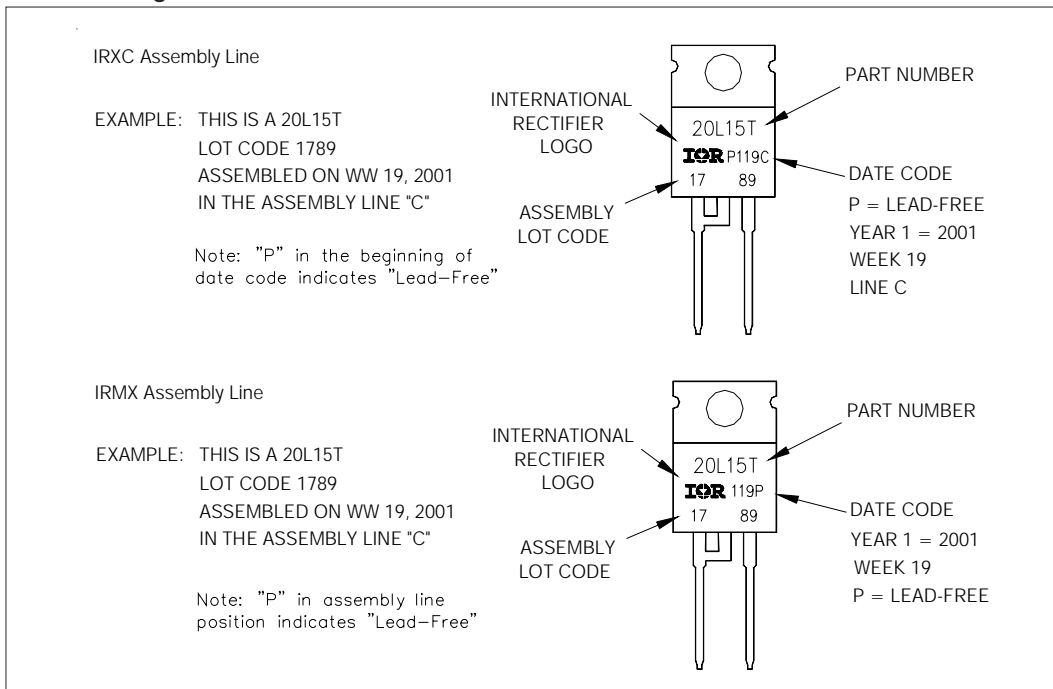 IRXC Assembly Line
EXAMPLE: THIS IS A 20L15T
LOT CODE 1789
ASSEMBLED ON WW 19, 2001
IN THE ASSEMBLY LINE "C"
Note: "P" in the beginning of
date code indicates "Lead-Free"
INTERNATIONAL
RECTIFIER
LOGO
ASSEMBLY
LOT CODE
20L15T
IOR P119C
17 89
PART NUMBER
DATE CODE
P = LEAD-FREE
YEAR 1 = 2001
WEEK 19
LINE C
IRMX Assembly Line
EXAMPLE: THIS IS A 20L15T
LOT CODE 1789
ASSEMBLED ON WW 19, 2001
IN THE ASSEMBLY LINE "C"
Note: "P" in assembly line
position indicates "Lead-Free"
INTERNATIONAL
RECTIFIER
LOGO
ASSEMBLY
LOT CODE
20L15T
IOR 119P
17 89
PART NUMBER
DATE CODE
YEAR 1 = 2001
WEEK 19
P = LEAD-FREE